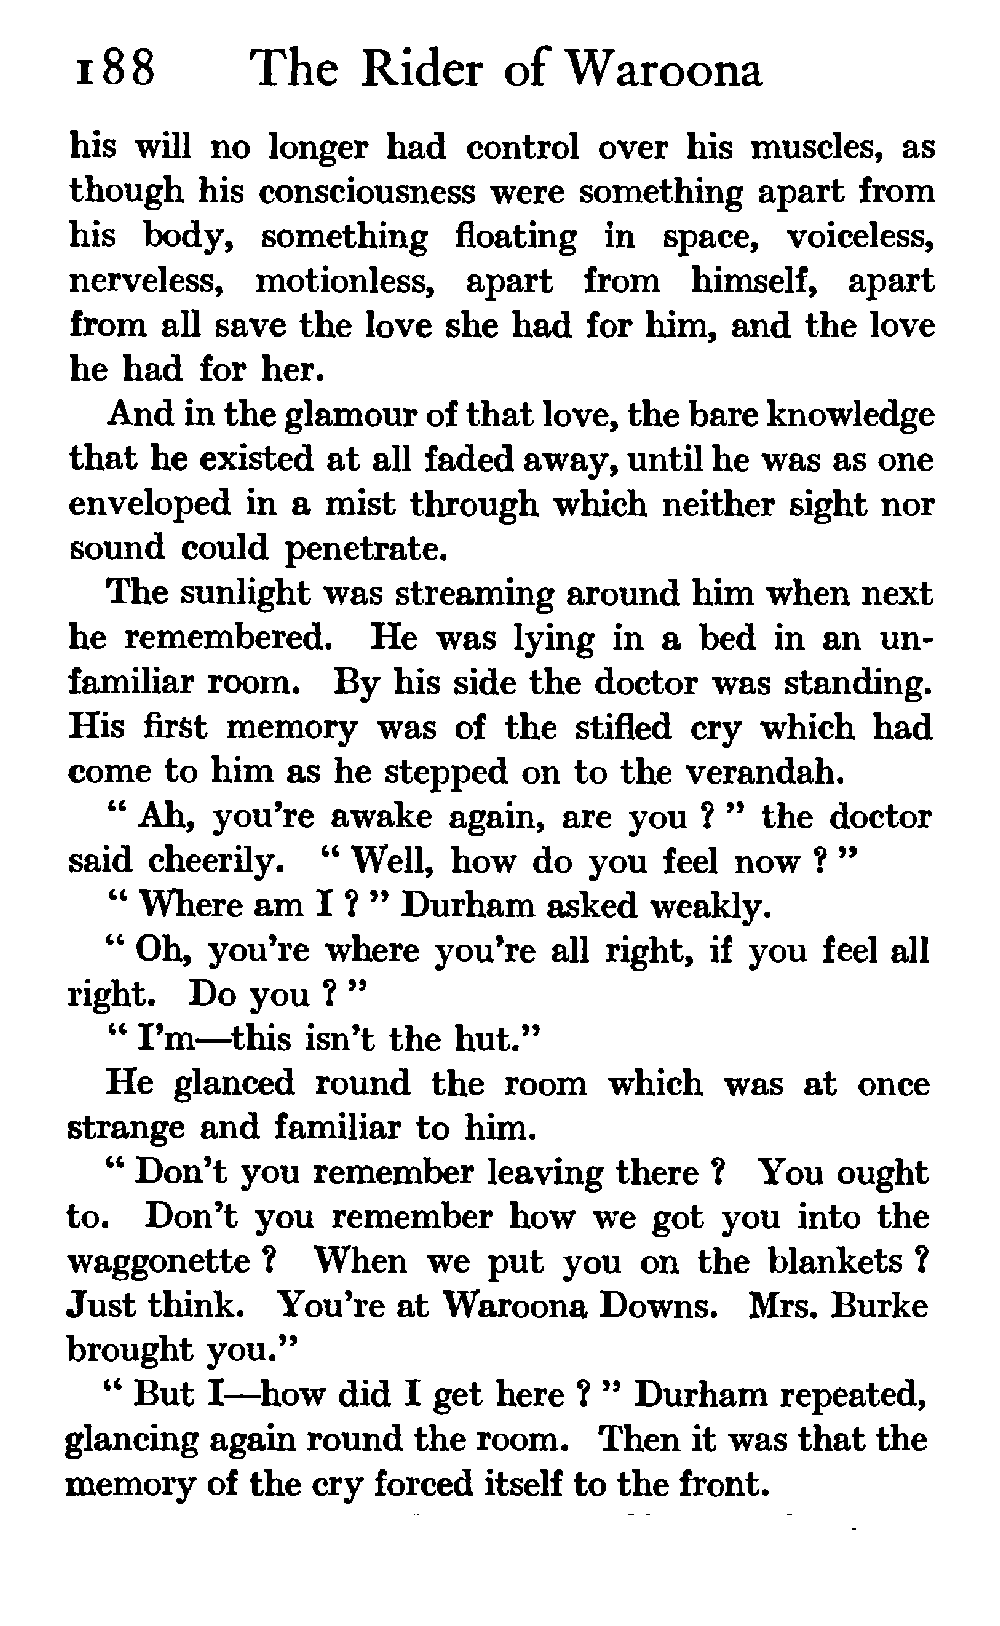 188 The Rider of Waroona
his will no longer had control over his muscles, as
though his consciousness were something apart from
his body, something floating in space, voiceless,
nerveless, motionless, apart from himself, apart
from all save the love she had for him, and the love
he had for her.
And in the glamour of that love, the bare knowledge
that he existed at all faded away, until he was as one
enveloped in a mist through which neither sight nor
sound could penetrate.
The sunlight was streaming around him when next
he remembered. He was lying in a bed in an un-
familiar room. By his side the doctor was standing.
His first memory was of the stifled cry which had
come to him as he stepped on to the verandah.
“ Ah, you’re awake again, are you ? ” the doctor
said cheerily. “ Well, how do you feel now ? ”
“ Where am I ? ” Durham asked weakly.
“ Oh, you’re where you’re all right, if you feel all
right. Do you ? ”
“ I’m—this isn’t the hut.”
He glanced round the room which was at once
strange and familiar to him.
“ Don’t you remember leaving there ? You ought
to. Don’t you remember how we got you into the
waggonette ? When we put you on the blankets ?
Just think. You’re at Waroona Downs. Mrs. Burke
brought you.”
“ But I—how did I get here ? ” Durham repeated,
glancing again round the room. Then it was that the
memory of the cry forced itself to the front.